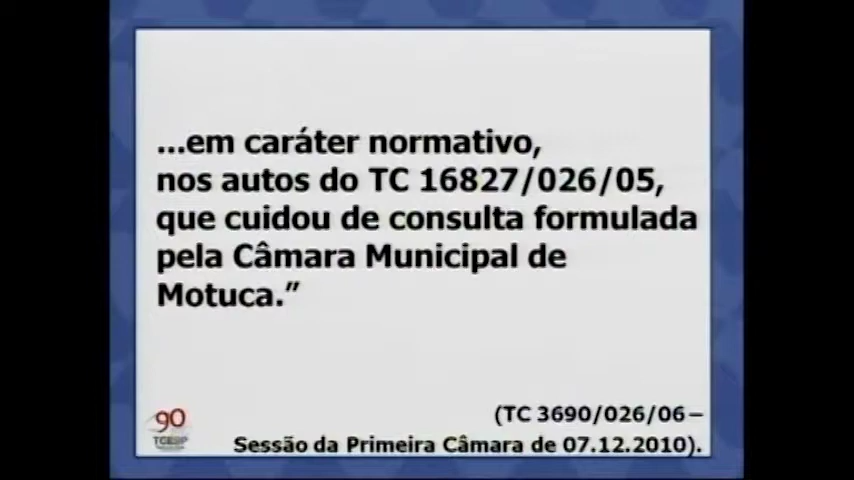 ...em caráter normativo,
nos autos do TC 16827/026/05,
que cuidou de consulta formulada
pela Câmara Municipal de
Motuca.”
90
TCESP
(TC 3690/026/06 –
Sessão da Primeira Câmara de 07.12.2010).